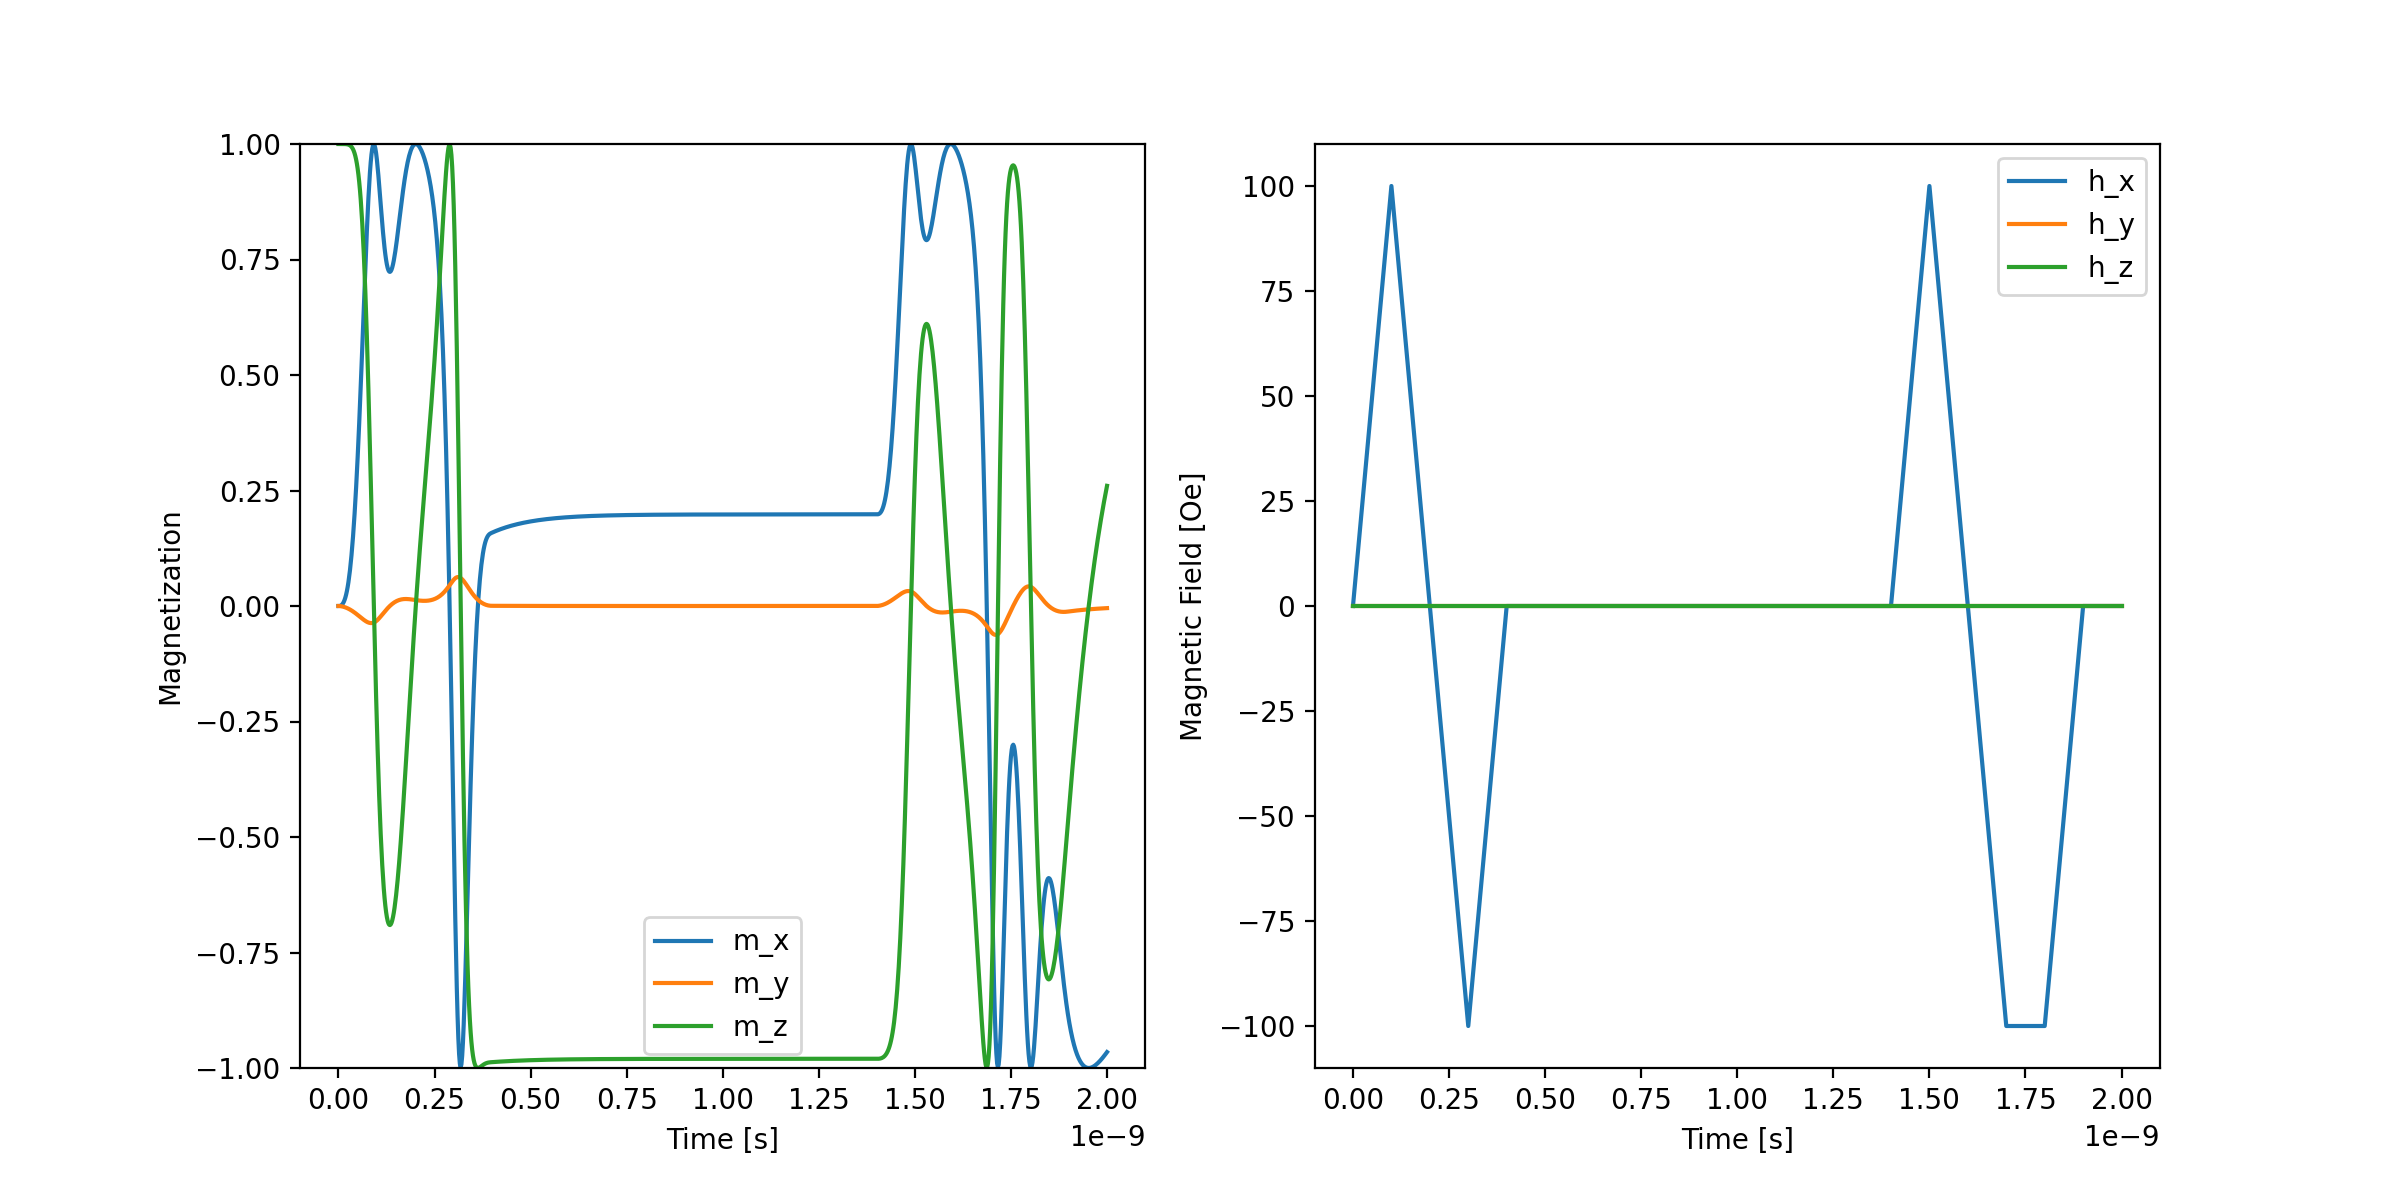 1.00
0.75
0.50
0.25
0.00
−0.25
−0.50
−0.75
−1.00
Magnetization
m_x
m_y
m_z
0.00 0.25 0.50 0.75 1.00 1.25 1.50 1.75 2.00
Time [s]
1e−9
100
75
50
25
0
−25
−50
−75
−100
Magnetic Field [Oe]
h_x
h_y
h_z
0.00 0.25 0.50 0.75 1.00 1.25 1.50 1.75 2.00
Time [s]
1e−9